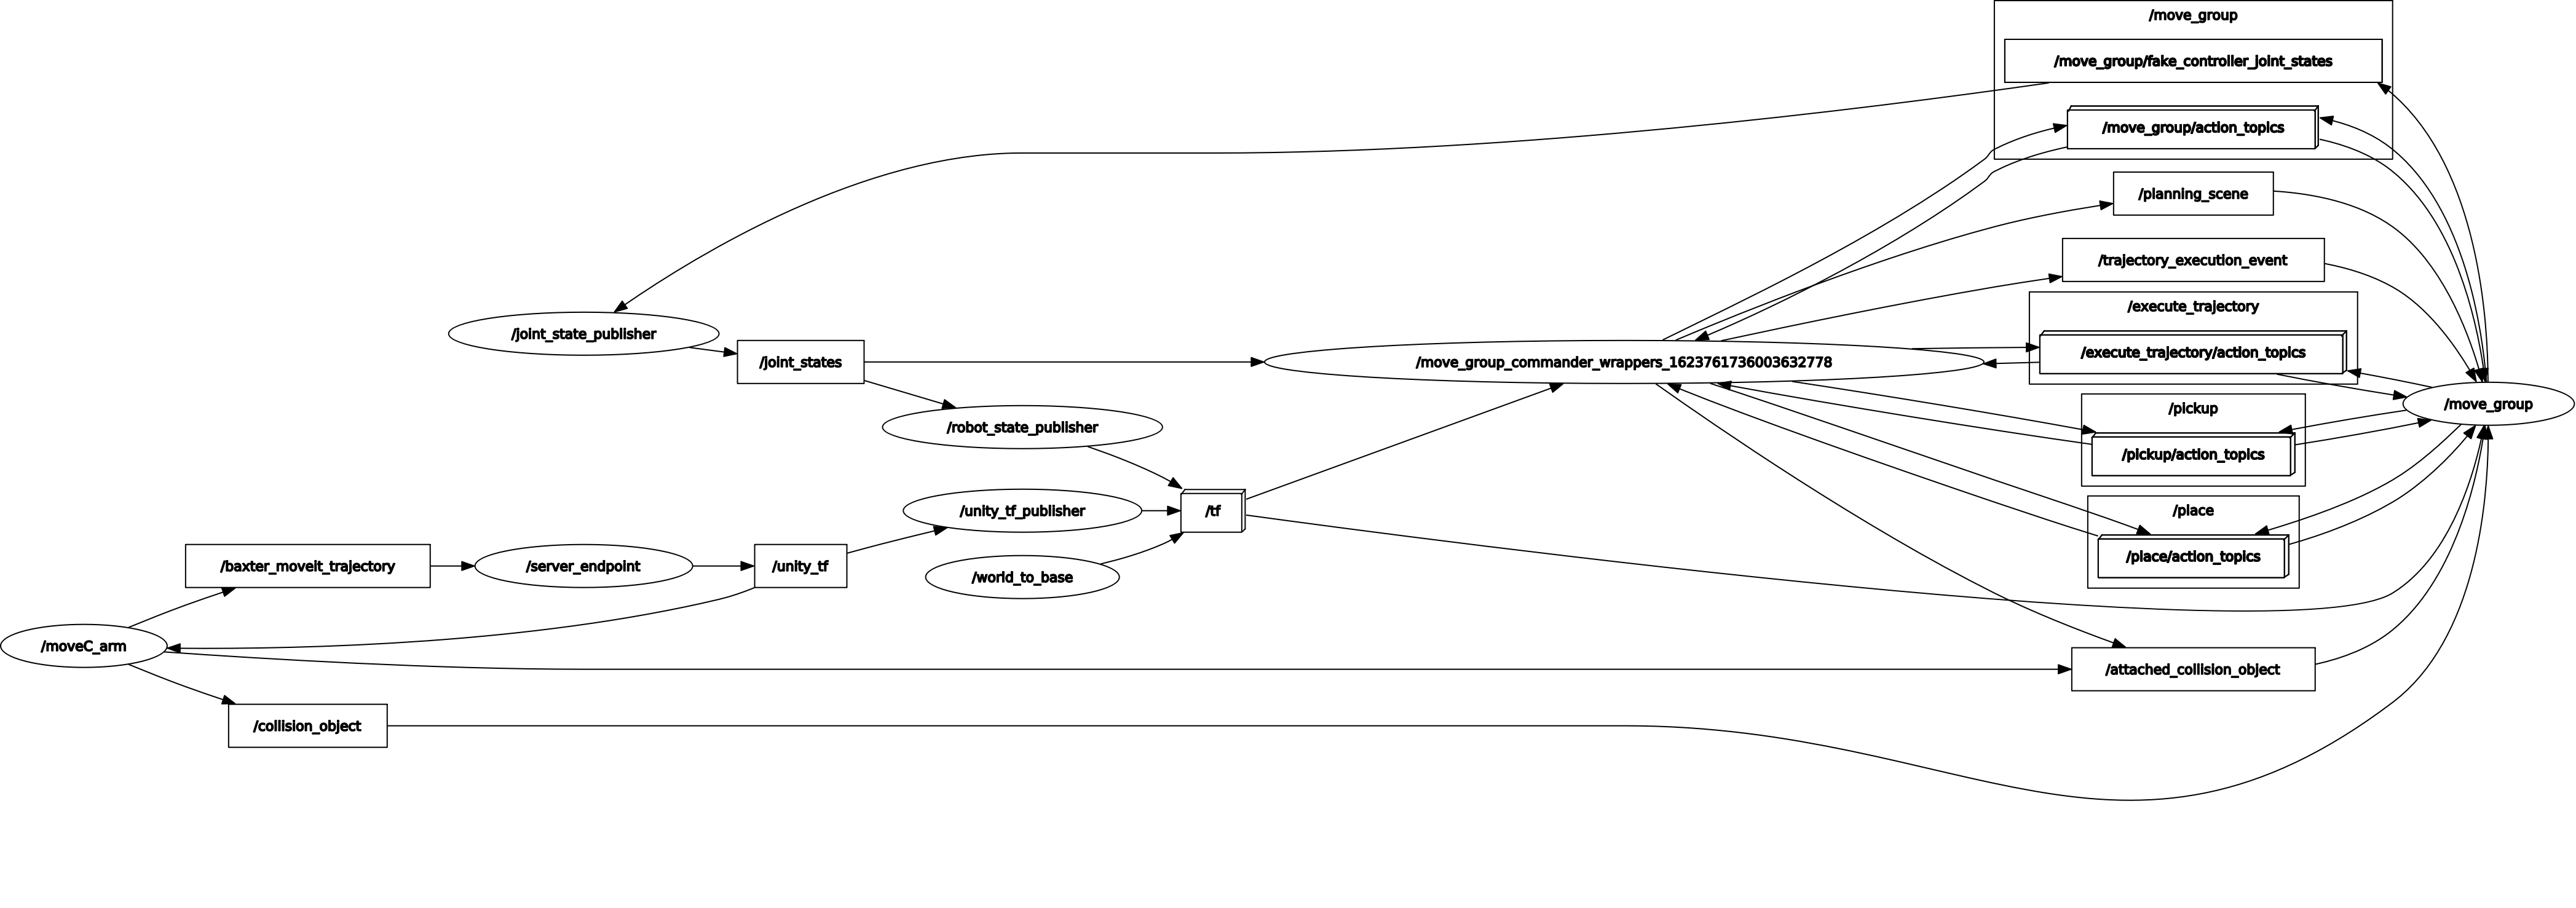 /move_group
/move_group/fake_controller_joint_states
/move_group/action_topics
/planning_scene
/trajectory_execution_event
/execute_trajectory
/joint_state_publisher
/execute_trajectory/action_topics
/joint_states
/move_group_commander_wrappers_1623761736003632778
/move_group
/pickup
/robot_state_publisher
/pickup/action_topics
/place
/unity_tf_publisher
/tf
/place/action_topics
/baxter_moveit_trajectory
/server_endpoint
/unity_tf
/world_to_base
/moveC_arm
/attached_collision_object
/collision_object